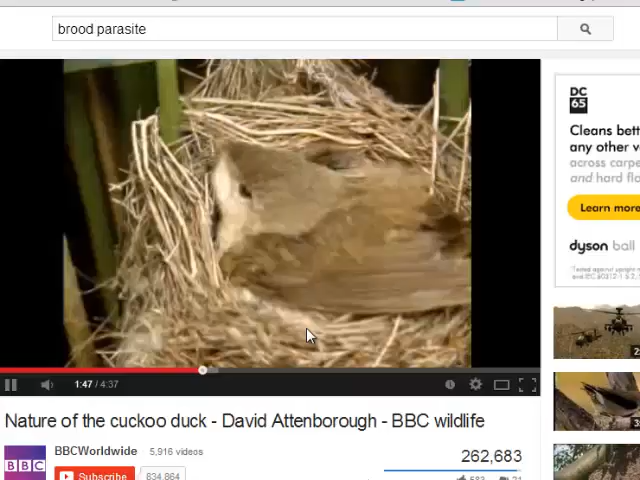 brood parasite
DC
65
Cleans bett
any other v
across carpe
and hard flo
Learn more
dyson ball
1:47 / 4:37
Nature of the cuckoo duck - David Attenborough - BBC wildlife
BBC
BBCWorldwide 5,916 videos
Subscribe 834,864
262,683
583 21